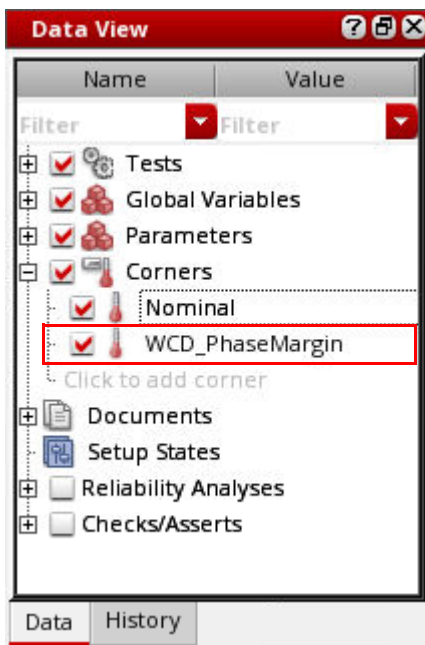 Data View
Name Value
Filter Filter
Tests
Global Variables
Parameters
Corners
Nominal
WCD_PhaseMargin
Click to add corner
Documents
Setup States
Reliability Analyses
Checks/Asserts
Data History